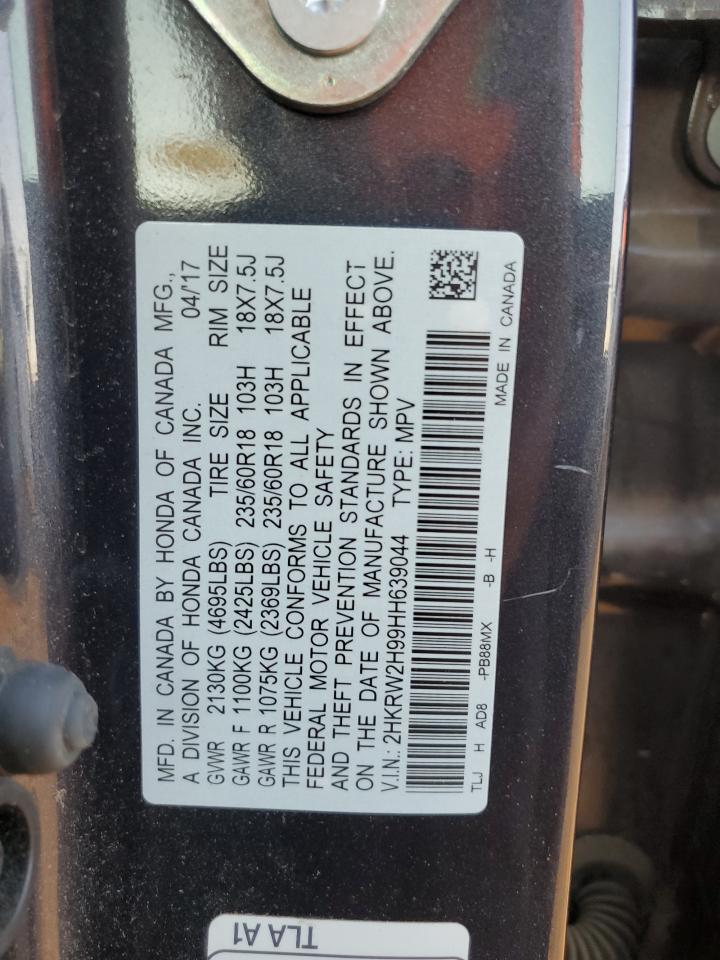 MFD. IN CANADA BY HONDA OF CANADA MFG.,
A DIVISION OF HONDA CANADA INC. 04/'17
GVWR 2130KG (4695LBS) TIRE SIZE RIM SIZE
GAWR F 1100KG (2425LBS) 235/60R18 103H 18X7.5J
GAWR R 1075KG (2369LBS) 235/60R18 103H 18X7.5J
THIS VEHICLE CONFORMS TO ALL APPLICABLE
FEDERAL MOTOR VEHICLE SAFETY
AND THEFT PREVENTION STANDARDS IN EFFECT
ON THE DATE OF MANUFACTURE SHOWN ABOVE.
V.I.N.: 2HKRW2H99HH639044 TYPE: MPV
TLJ H AD8 -PB88MX -B -H MADE IN CANADA
TLA A1